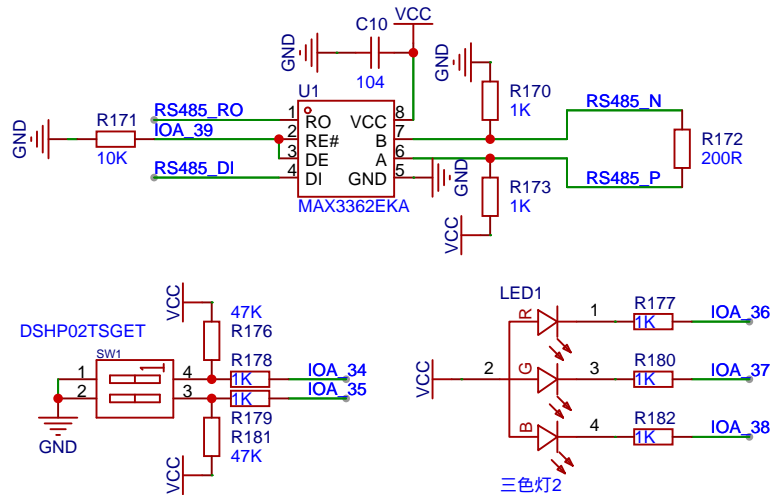 VCC
C10
GND
104
GND
U1
R170
1K
RS485_N
RS485_RO
R171
IOA_39
10K
GND
1
RO
VCC
8
2
RE#
B
7
3
DE
A
6
4
DI
GND
5
R172
200R
RS485_DI
GND
RS485_P
MAX3362EKA
R173
1K
VCC
VCC
47K
R176
DSHP02TSGET
SW1
R178
1
4
1K
IOA_34
2
3
1K
IOA_35
R179
R181
47K
GND
VCC
LED1
R
1
R177
1K
IOA_36
VCC
2
G
3
R180
1K
IOA_37
B
4
R182
1K
IOA_38
三色灯2